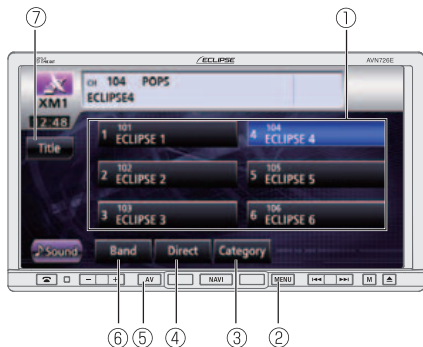 ⑦ ①
ECLIPSE AVN726E
XM1 CH 104 POPS
ECLIPSE4
12:48
Title
1 101 ECLIPSE 1
4 104 ECLIPSE 4
2 102 ECLIPSE 2
5 105 ECLIPSE 5
3 103 ECLIPSE 3
6 106 ECLIPSE 6
♪Sound Band Direct Category
− + AV NAVI MENU M
⑥ ⑤ ④ ③ ②